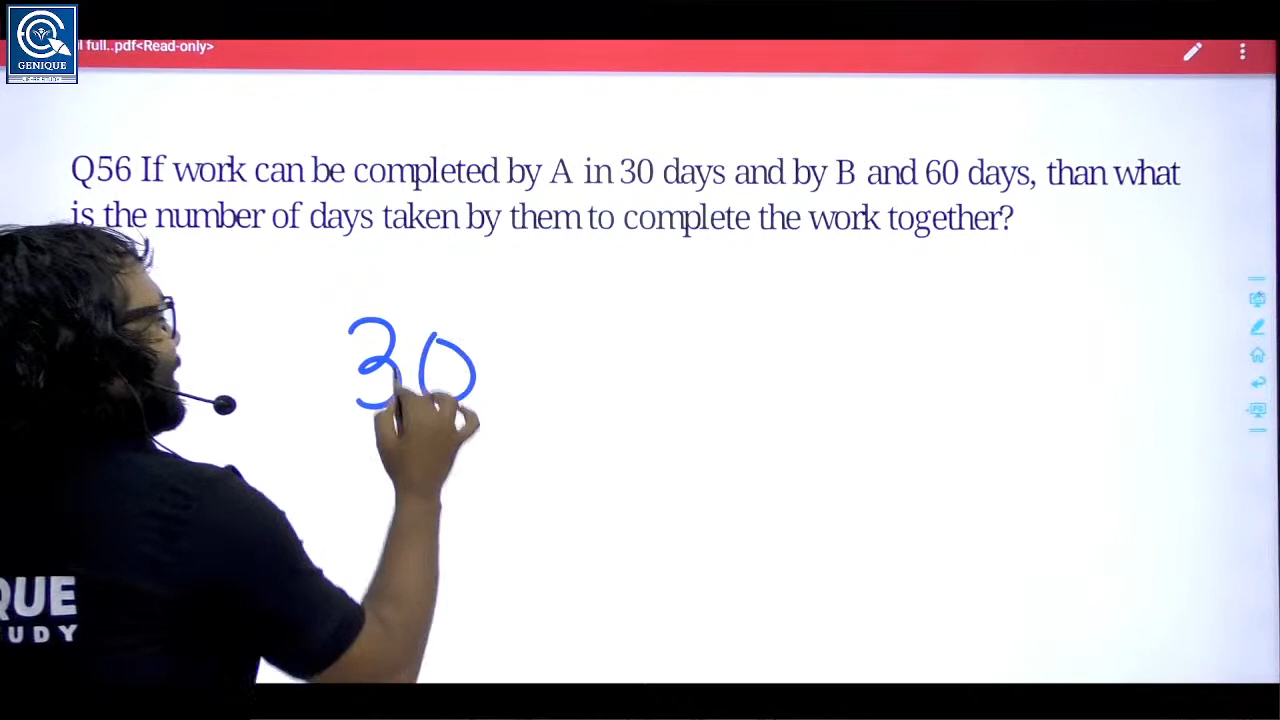 GENIQUE
l full..pdf<Read-only>
Q56 If work can be completed by A in 30 days and by B and 60 days, than what
is the number of days taken by them to complete the work together?
30
QUE
UDY